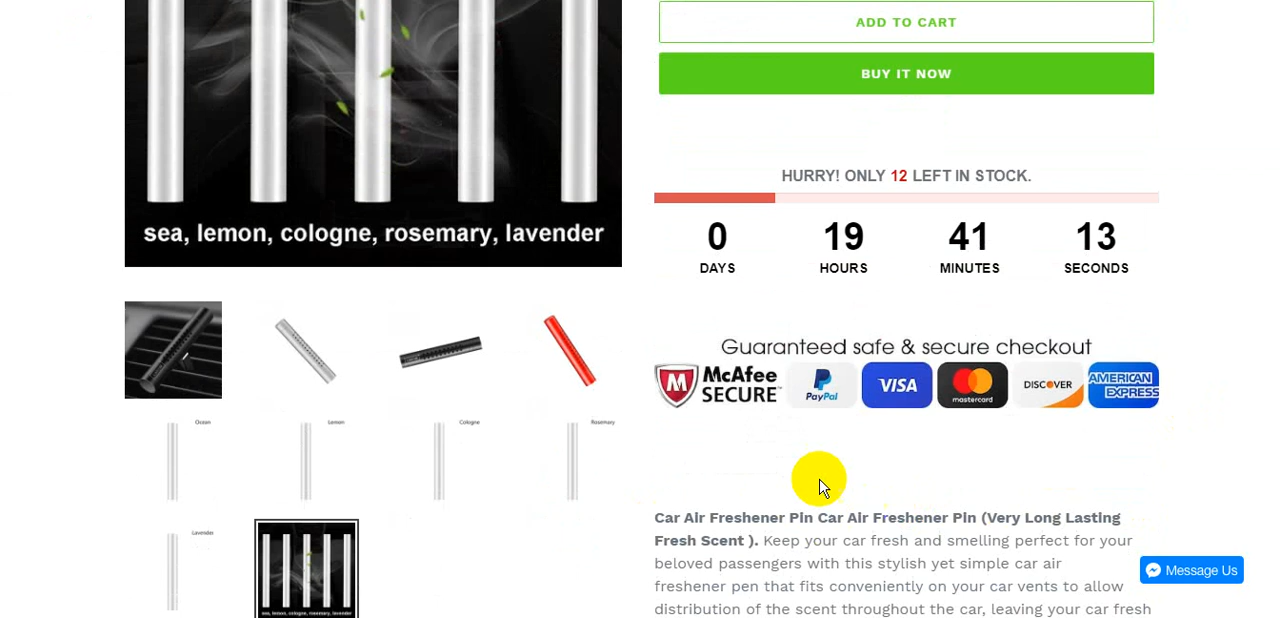 ADD TO CART
BUY IT NOW
HURRY! ONLY 12 LEFT IN STOCK.
0 19 41 13
DAYS HOURS MINUTES SECONDS
sea, lemon, cologne, rosemary, lavender
Guaranteed safe & secure checkout
McAfee SECURE PayPal VISA mastercard DISCOVER AMERICAN EXPRESS
Ocean Lemon Cologne Rosemary
Lavender
sea, lemon, cologne, rosemary, lavender
Car Air Freshener Pin Car Air Freshener Pin (Very Long Lasting
Fresh Scent ). Keep your car fresh and smelling perfect for your
beloved passengers with this stylish yet simple car air
freshener pen that fits conveniently on your car vents to allow
distribution of the scent throughout the car, leaving your car fresh
Message Us